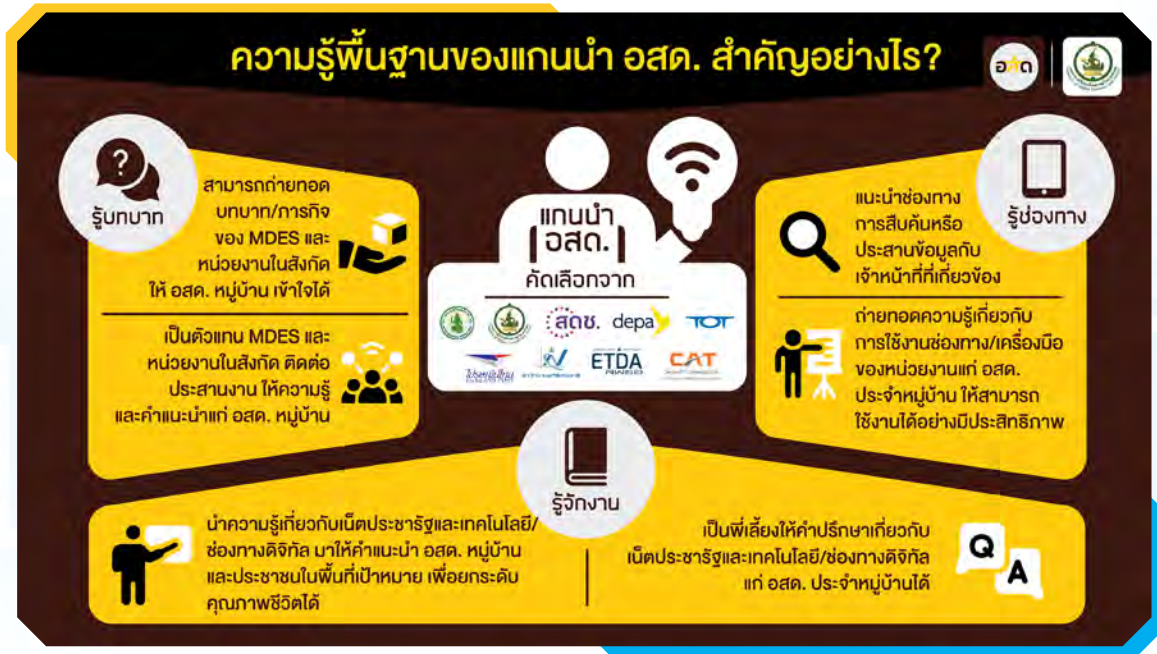 ความรู้พื้นฐานของแกนนำ อสด. สำคัญอย่างไร?
อสด
รู้บทบาท
สามารถถ่ายทอด
บทบาท/ภารกิจ
ของ MDES และ
หน่วยงานในสังกัด
ให้ อสด. หมู่บ้าน เข้าใจได้
เป็นตัวแทน MDES และ
หน่วยงานในสังกัด ติดต่อ
ประสานงาน ให้ความรู้
และคำแนะนำแก่ อสด. หมู่บ้าน
แกนนำ
อสด.
คัดเลือกจาก
สดช. depa TOT
ไปรษณีย์ไทย ETDA CAT
รู้ช่องทาง
แนะนำช่องทาง
การสืบค้นหรือ
ประสานข้อมูลกับ
เจ้าหน้าที่ที่เกี่ยวข้อง
ถ่ายทอดความรู้เกี่ยวกับ
การใช้งานช่องทาง/เครื่องมือ
ของหน่วยงานแก่ อสด.
ประจำหมู่บ้าน ให้สามารถ
ใช้งานได้อย่างมีประสิทธิภาพ
รู้จักงาน
นำความรู้เกี่ยวกับเน็ตประชารัฐและเทคโนโลยี/
ช่องทางดิจิทัล มาให้คำแนะนำ อสด. หมู่บ้าน
และประชาชนในพื้นที่เป้าหมาย เพื่อยกระดับ
คุณภาพชีวิตได้
เป็นพี่เลี้ยงให้คำปรึกษาเกี่ยวกับ
เน็ตประชารัฐและเทคโนโลยี/ช่องทางดิจิทัล
แก่ อสด. ประจำหมู่บ้านได้
Q
A